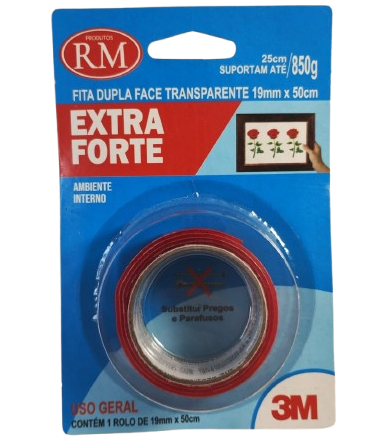 PRODUTOS
RM
25cm
SUPORTAM ATÉ/850g
FITA DUPLA FACE TRANSPARENTE 19mm x 50cm
EXTRA
FORTE
AMBIENTE
INTERNO
Substitui Pregos
e Parafusos
USO GERAL
CONTÉM 1 ROLO DE 19mm x 50cm
3M